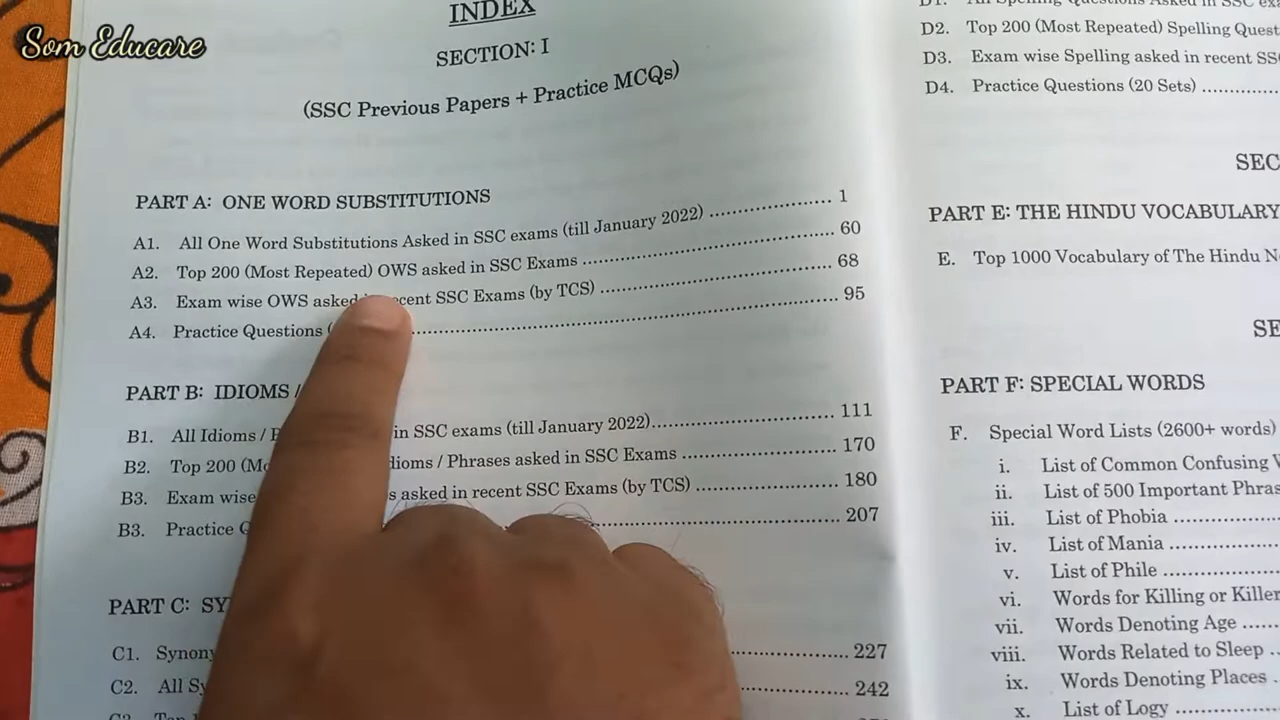 Som Educare
INDEX
SECTION: I
(SSC Previous Papers + Practice MCQs)
PART A: ONE WORD SUBSTITUTIONS
A1. All One Word Substitutions Asked in SSC exams (till January 2022) 1
A2. Top 200 (Most Repeated) OWS asked in SSC Exams 60
A3. Exam wise OWS asked recent SSC Exams (by TCS) 68
A4. Practice Questions 95
PART B: IDIOMS /
B1. All Idioms / in SSC exams (till January 2022) 111
B2. Top 200 Idioms / Phrases asked in SSC Exams 170
B3. Exam wise asked in recent SSC Exams (by TCS) 180
B3. Practice 207
PART C:
C1. 227
C2. All 242
D2. Top 200 (Most Repeated) Spelling
D3. Exam wise Spelling asked in recent
D4. Practice Questions (20 Sets)
PART E: THE HINDU VOCABULARY
E. Top 1000 Vocabulary of The Hindu
PART F: SPECIAL WORDS
F. Special Word Lists (2600+ words)
i. List of Common Confusing
ii. List of 500 Important
iii. List of Phobia
iv. List of Mania
v. List of Phile
vi. Words for Killing or Killer
vii. Words Denoting Age
viii. Words Related to Sleep
ix. Words Denoting Places
x. List of Logy